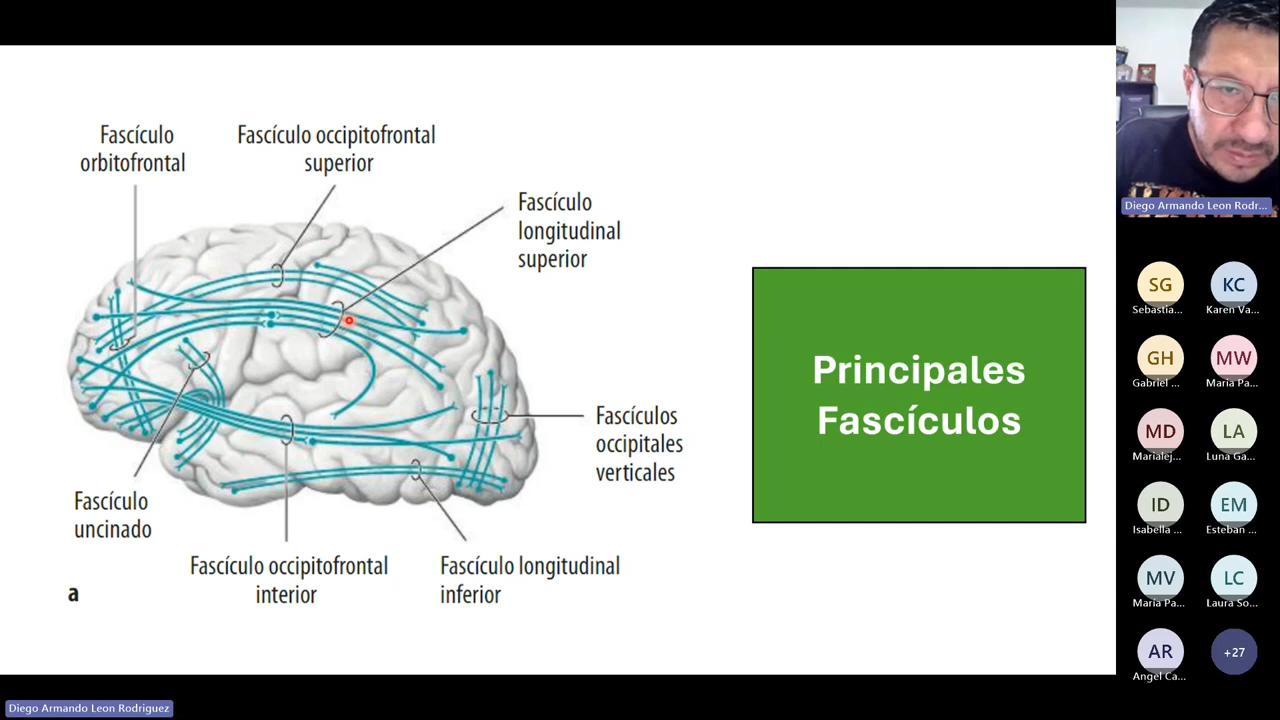 Fascículo
orbitofrontal
Fascículo occipitofrontal
superior
Fascículo
longitudinal
superior
Fascículos
occipitales
verticales
Fascículo
uncinado
Fascículo occipitofrontal
interior
Fascículo longitudinal
inferior
a
Principales
Fascículos
Diego Armando Leon Rodr...
SG
Sebastia...
KC
Karen Va...
GH
Gabriel ...
MW
Maria Pa...
MD
Marialej...
LA
Luna Ga...
ID
Isabella ...
EM
Esteban ...
MV
Maria Pa...
LC
Laura So...
AR
Angel Ca...
+27
Diego Armando Leon Rodriguez